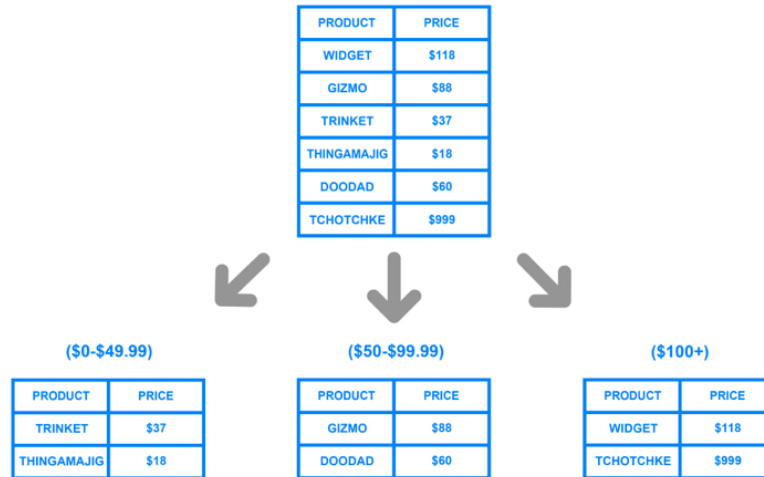 PRODUCT PRICE
WIDGET $118
GIZMO $88
TRINKET $37
THINGAMAJIG $18
DOODAD $60
TCHOTCHKE $999
($0-$49.99) ($50-$99.99) ($100+)
PRODUCT PRICE PRODUCT PRICE PRODUCT PRICE
TRINKET $37 GIZMO $88 WIDGET $118
THINGAMAJIG $18 DOODAD $60 TCHOTCHKE $999